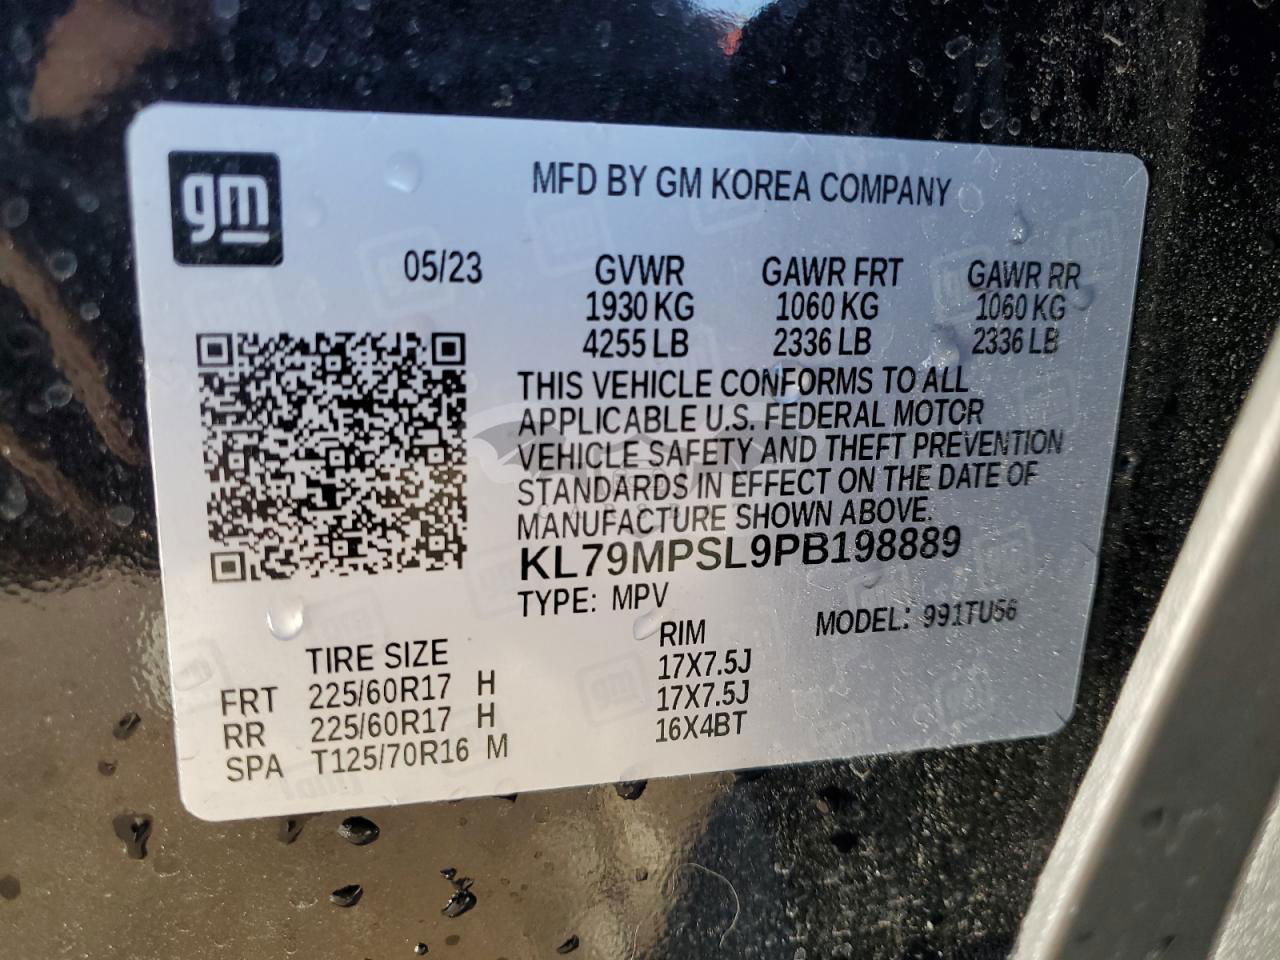 gm
MFD BY GM KOREA COMPANY
05/23
GVWR GAWR FRT GAWR RR
1930 KG 1060 KG 1060 KG
4255 LB 2336 LB 2336 LB
THIS VEHICLE CONFORMS TO ALL
APPLICABLE U.S. FEDERAL MOTOR
VEHICLE SAFETY AND THEFT PREVENTION
STANDARDS IN EFFECT ON THE DATE OF
MANUFACTURE SHOWN ABOVE.
KL79MPSL9PB198889
TYPE: MPV MODEL: 991TU56
TIRE SIZE RIM
FRT 225/60R17 H 17X7.5J
RR 225/60R17 H 17X7.5J
SPA T125/70R16 M 16X4BT